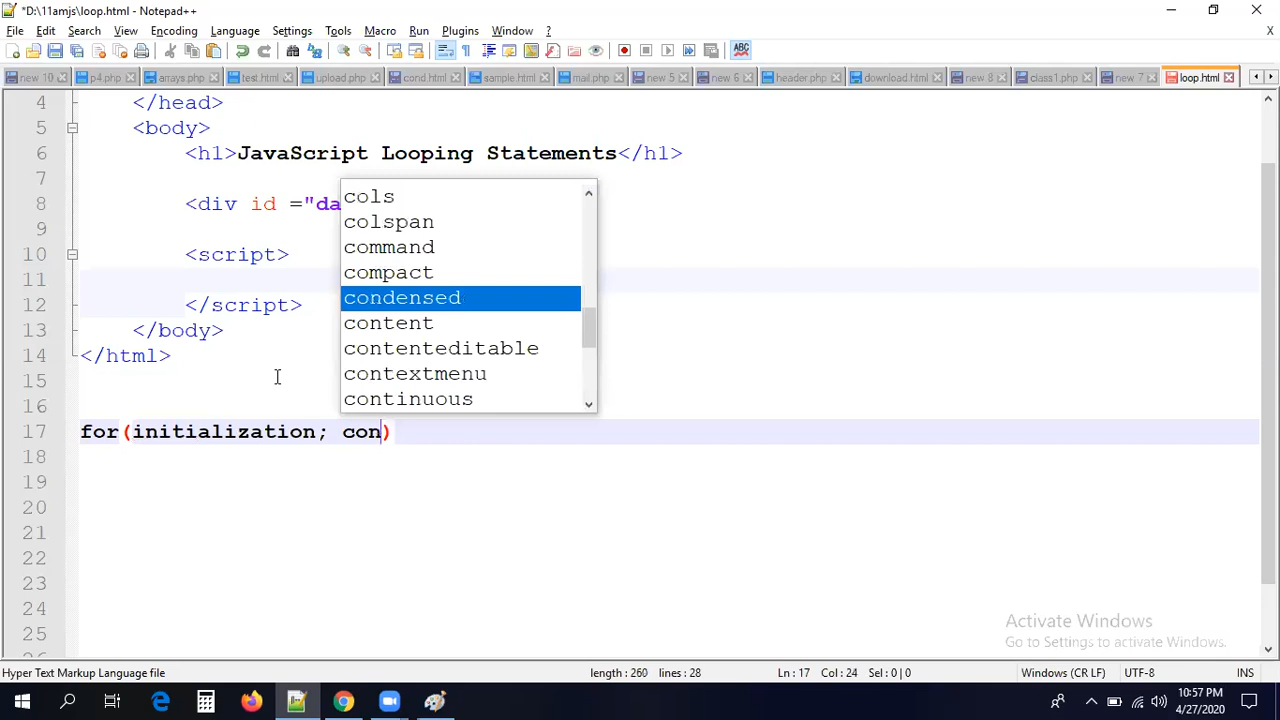 *D:\11amjs\loop.html - Notepad++
File Edit Search View Encoding Language Settings Tools Macro Run Plugins Window ? X
new 10 p4.php arrays.php test.html upload.php cond.html sample.html mail.php new 5 new 6 header.php download.html new 8 class1.php new 7 loop.html
4 </head>
5 <body>
6 <h1>JavaScript Looping Statements</h1>
7
8 <div id ="da
9
10 <script>
11
12 </script>
13 </body>
14 </html>
15
16
17 for(initialization; con)
18
19
20
21
22
23
24
25
cols
colspan
command
compact
condensed
content
contenteditable
contextmenu
continuous
Activate Windows
Go to Settings to activate Windows.
Hyper Text Markup Language file length : 260 lines : 28 Ln : 17 Col : 24 Sel : 0 | 0 Windows (CR LF) UTF-8 INS
10:57 PM
4/27/2020